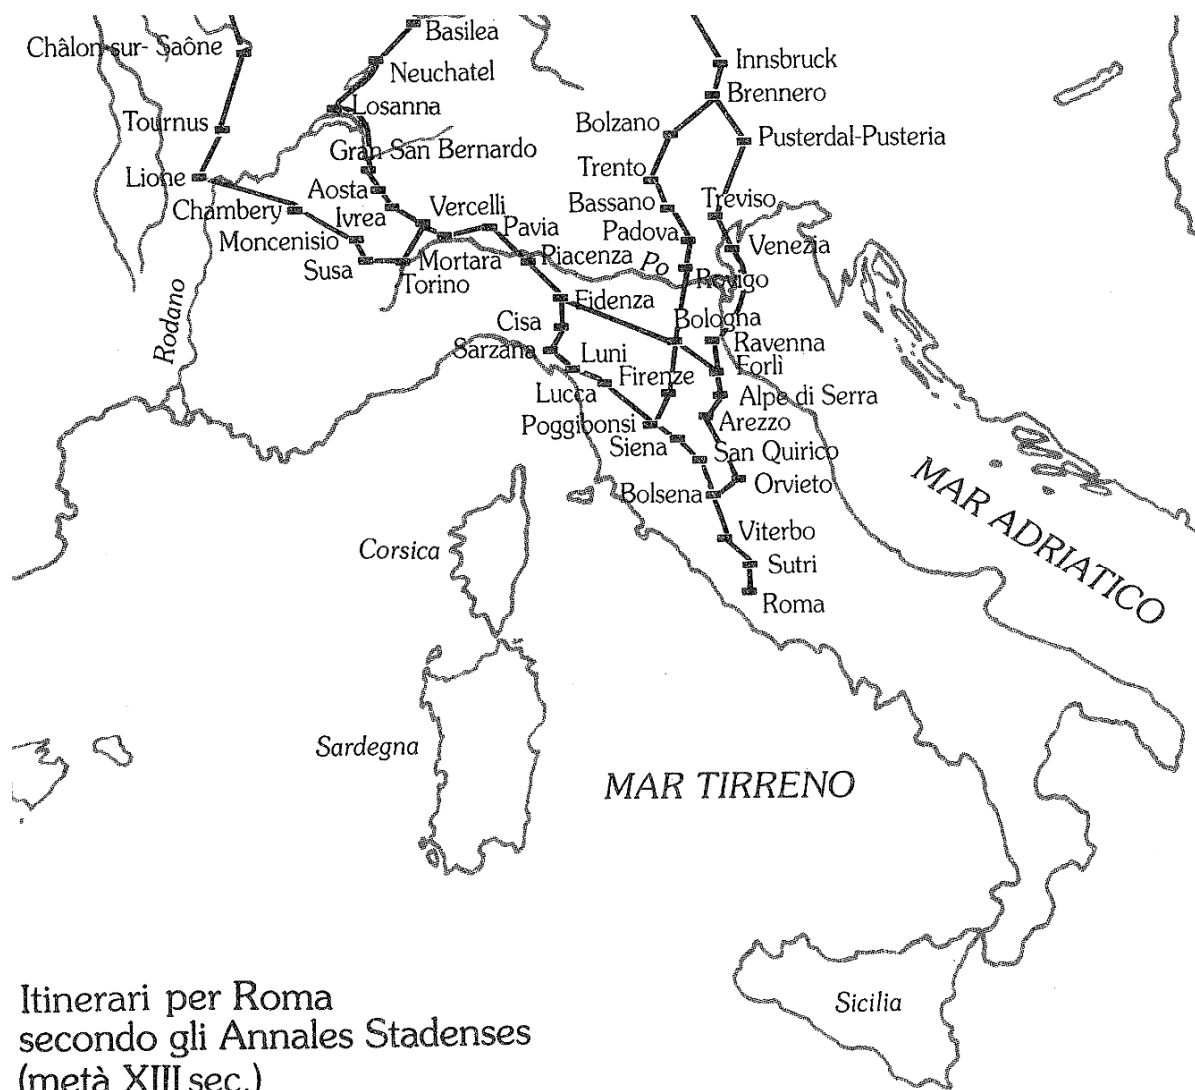 Basilea
Châlon-sur-Saône
Neuchatel
Innsbruck
Brennero
Losanna
Tournus
Bolzano
Pusterdal-Pusteria
Gran San Bernardo
Lione
Trento
Aosta
Chambery
Ivrea
Vercelli
Bassano
Treviso
Moncenisio
Pavia
Padova
Venezia
Susa
Mortara
Piacenza
Po
Torino
Rovigo
Fidenza
Rodano
Cisa
Bologna
Sarzana
Luni
Ravenna
Firenze
Forlì
Lucca
Alpe di Serra
Poggibonsi
Arezzo
Siena
San Quirico
Bolsena
Orvieto
MAR ADRIATICO
Viterbo
Corsica
Sutri
Roma
Sardegna
MAR TIRRENO
Sicilia
Itinerari per Roma
secondo gli Annales Stadenses
(metà XIII sec.)